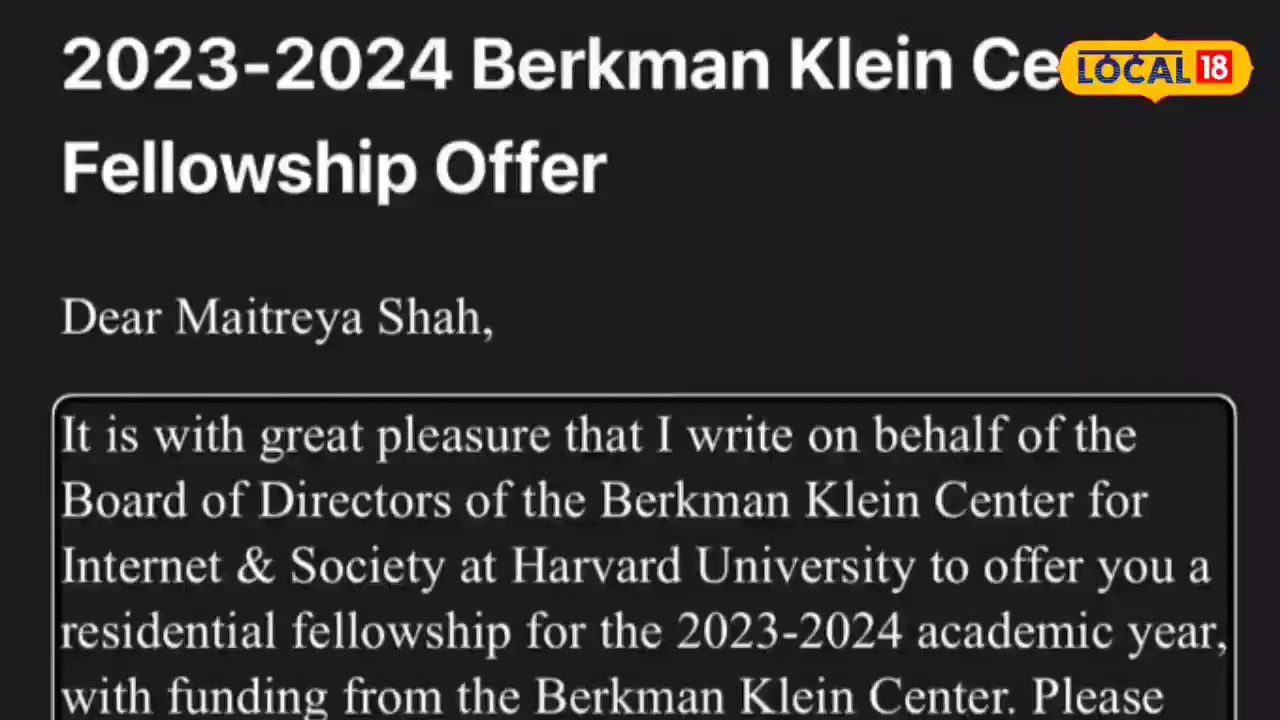 2023-2024 Berkman Klein Ce
LOCAL 18
Fellowship Offer
Dear Maitreya Shah,
It is with great pleasure that I write on behalf of the
Board of Directors of the Berkman Klein Center for
Internet & Society at Harvard University to offer you a
residential fellowship for the 2023-2024 academic year,
with funding from the Berkman Klein Center. Please